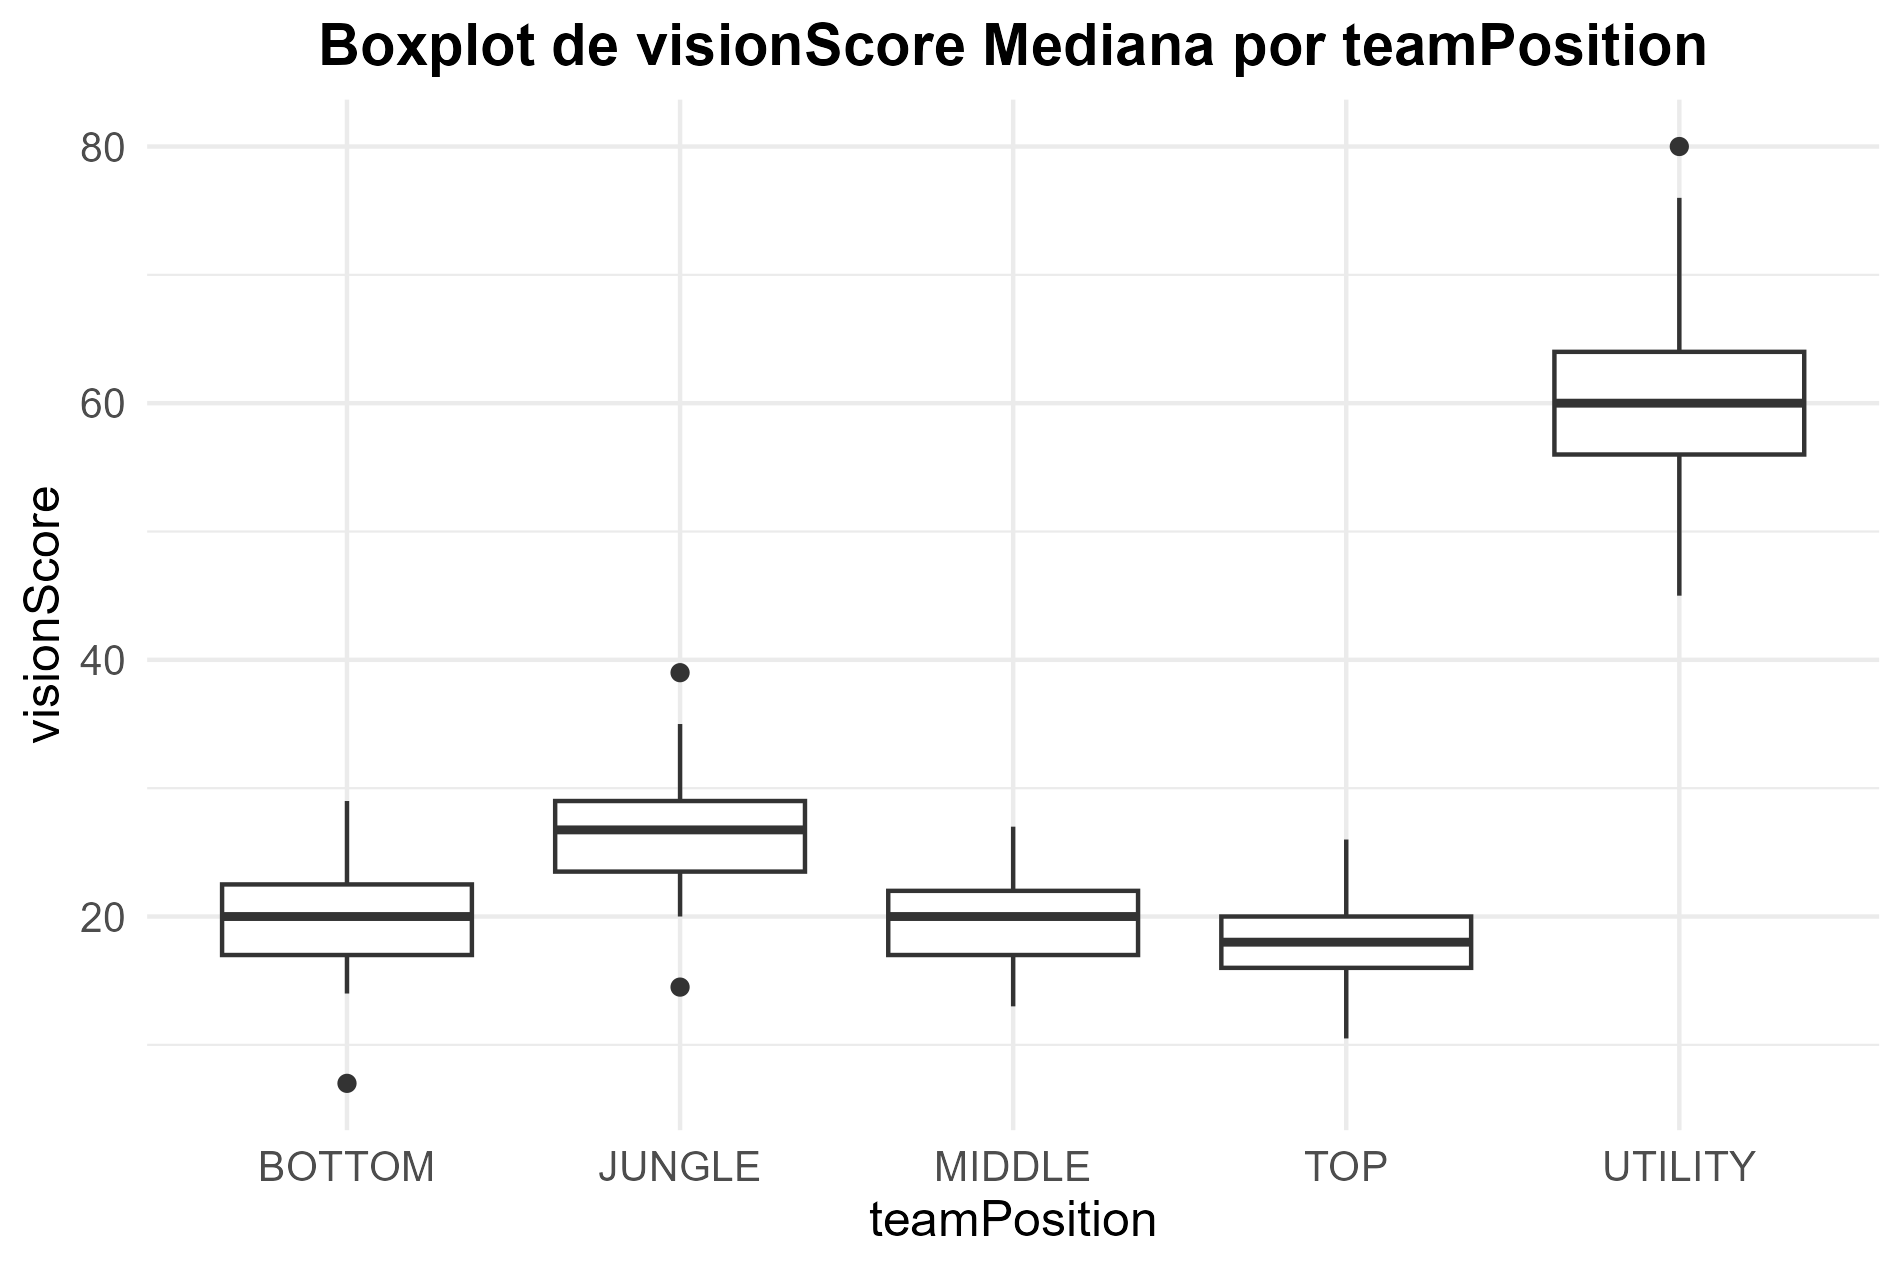 Boxplot de visionScore Mediana por teamPosition
visionScore
80
60
40
20
BOTTOM JUNGLE MIDDLE TOP UTILITY
teamPosition